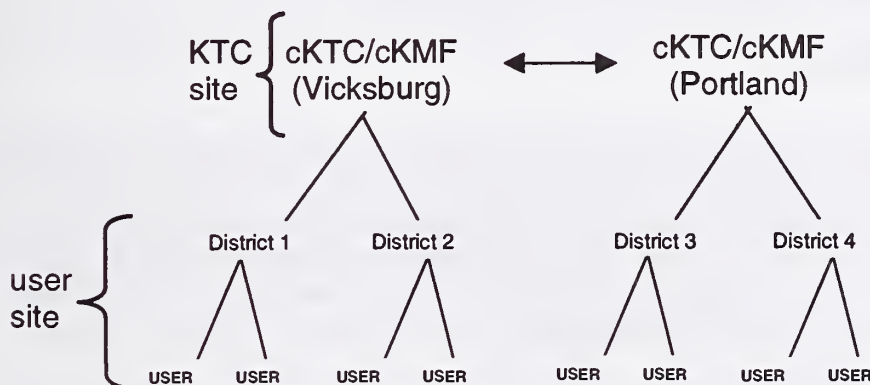 KTC
site
cKTC/cKMF
(Vicksburg)
cKTC/cKMF
(Portland)
user
site
District 1
District 2
District 3
District 4
USER
USER
USER
USER
USER
USER
USER
USER